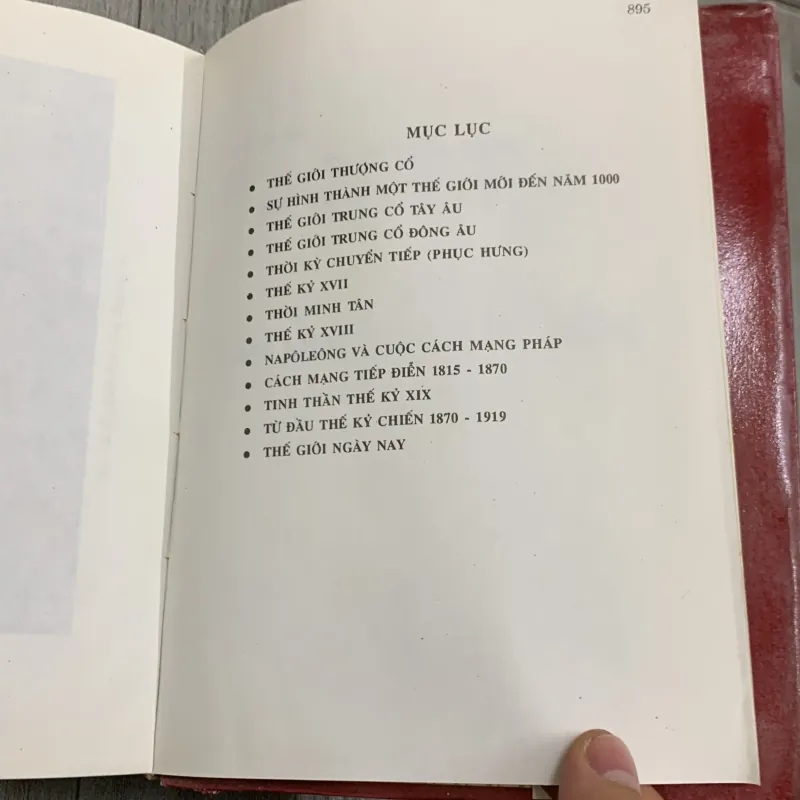 895
MỤC LỤC
• THẾ GIỚI THƯỢNG CỔ
• SỰ HÌNH THÀNH MỘT THẾ GIỚI MỚI ĐẾN NĂM 1000
• THẾ GIỚI TRUNG CỔ TÂY ÂU
• THẾ GIỚI TRUNG CỔ ĐÔNG ÂU
• THỜI KỲ CHUYỂN TIẾP (PHỤC HƯNG)
• THẾ KỶ XVII
• THỜI MINH TÂN
• THẾ KỶ XVIII
• NAPÔLEÔNG VÀ CUỘC CÁCH MẠNG PHÁP
• CÁCH MẠNG TIẾP ĐIỄN 1815 - 1870
• TINH THẦN THẾ KỶ XIX
• TỪ ĐẦU THẾ KỶ CHIẾN 1870 - 1919
• THẾ GIỚI NGÀY NAY